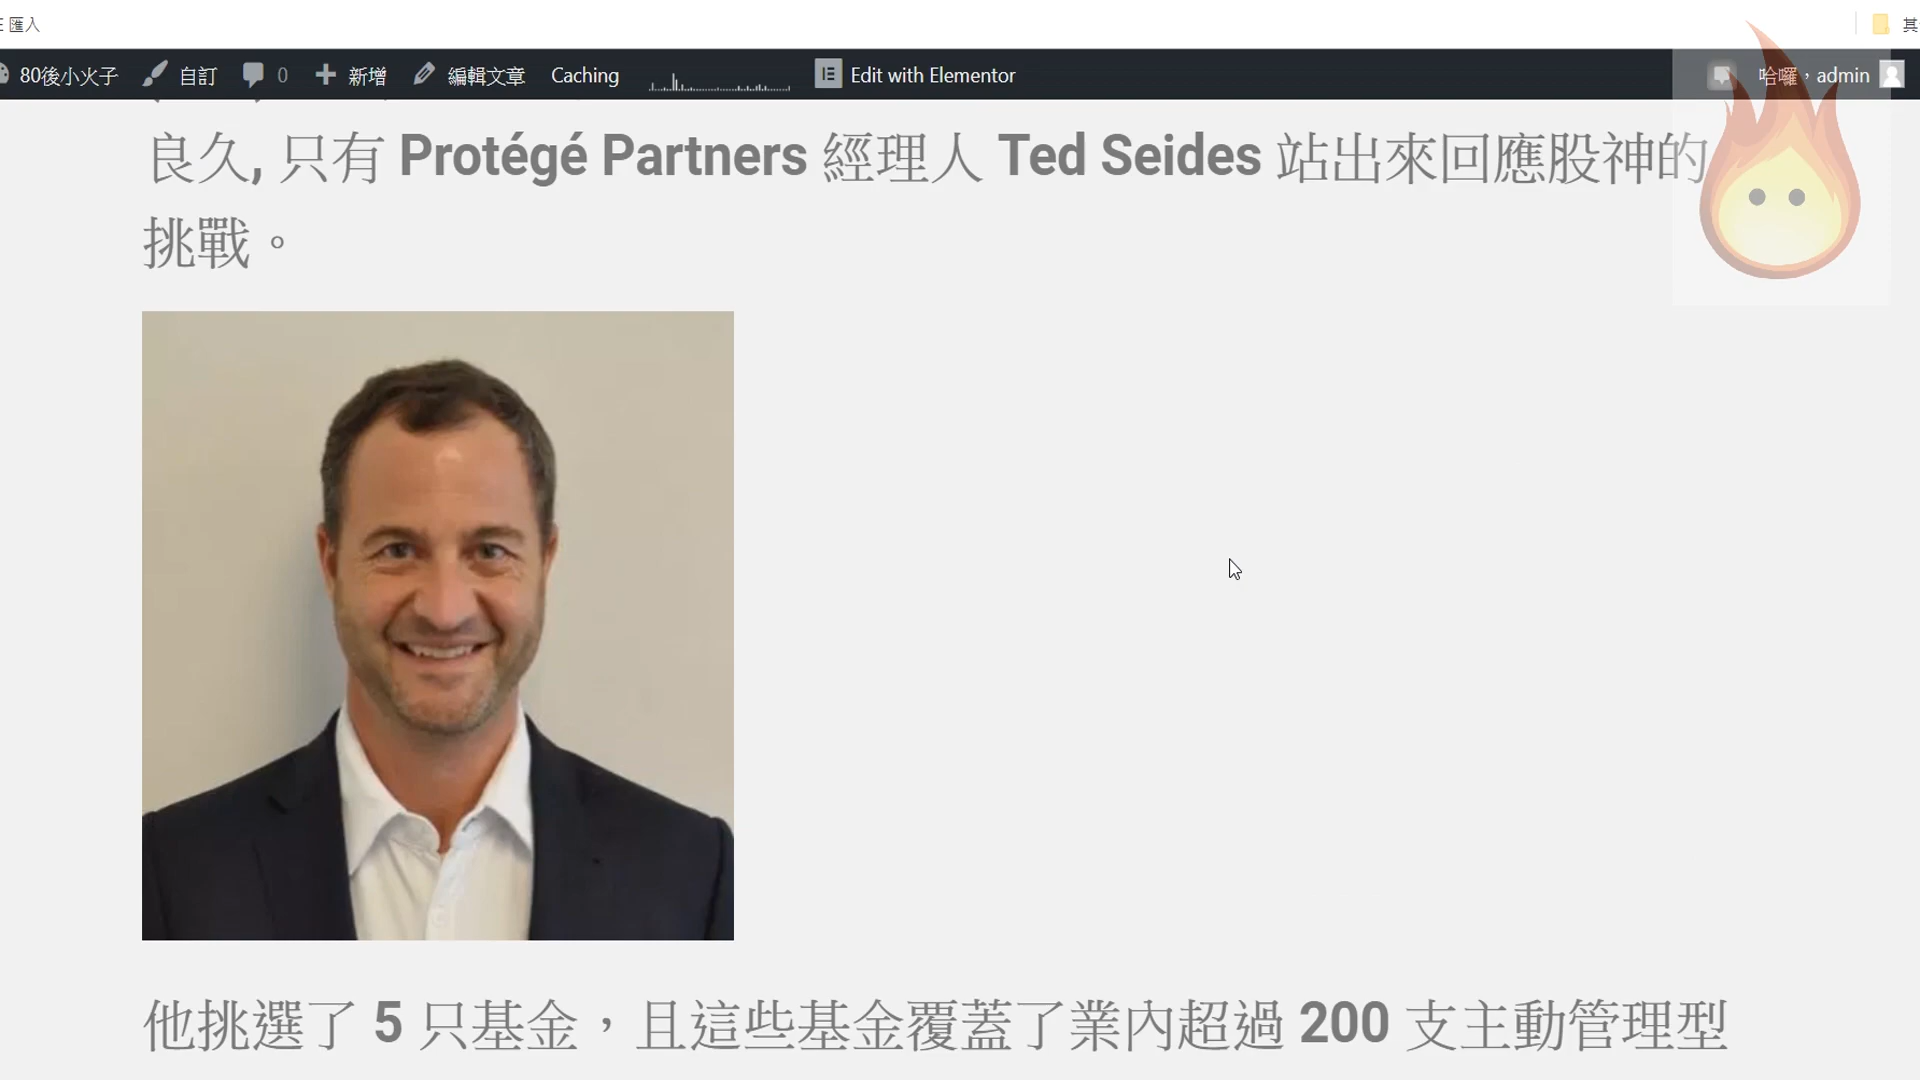 匯入
80後小火子 自訂 0 新增 編輯文章 Caching Edit with Elementor 哈囉，admin
良久, 只有 Protégé Partners 經理人 Ted Seides 站出來回應股神的
挑戰。
他挑選了 5 只基金，且這些基金覆蓋了業內超過 200 支主動管理型